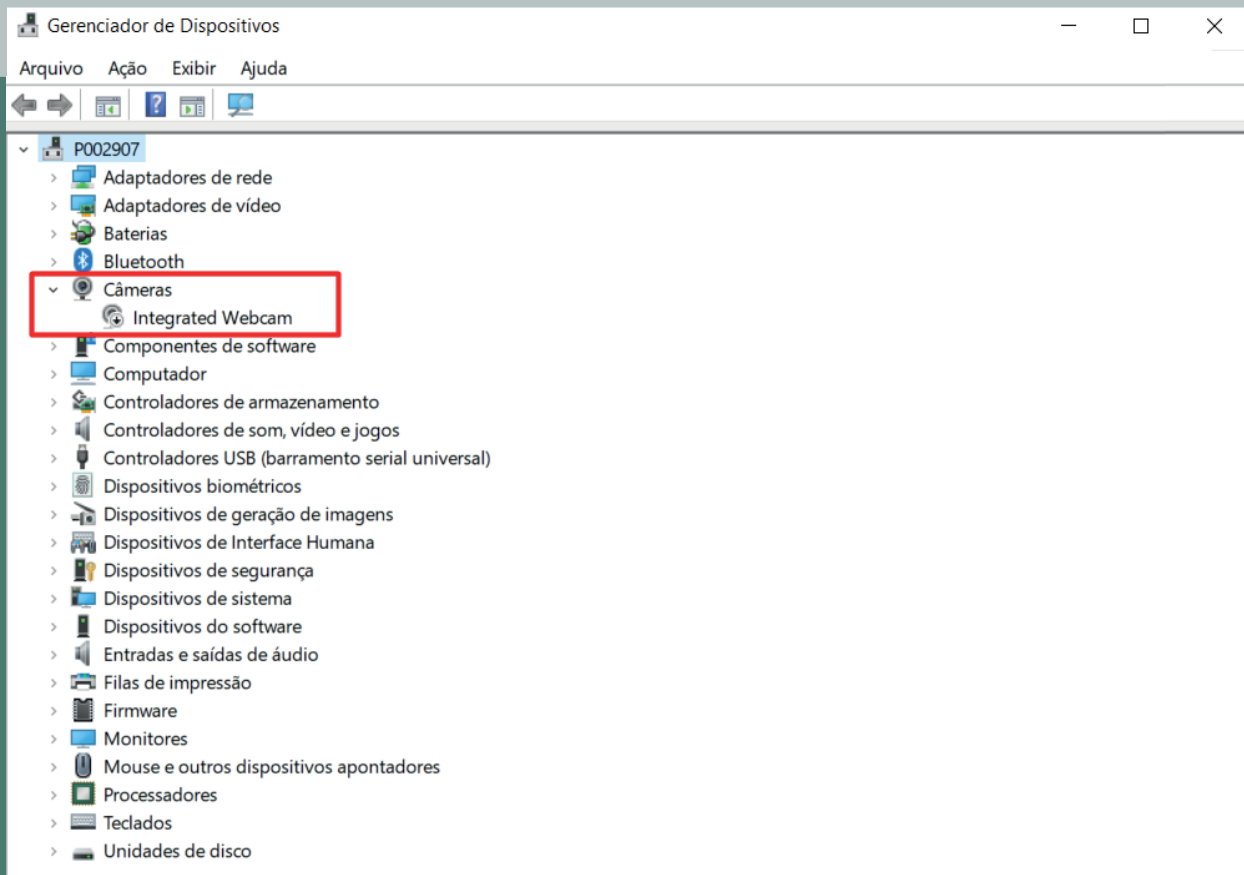 Gerenciador de Dispositivos
Arquivo Ação Exibir Ajuda
P002907
Adaptadores de rede
Adaptadores de vídeo
Baterias
Bluetooth
Câmeras
Integrated Webcam
Componentes de software
Computador
Controladores de armazenamento
Controladores de som, vídeo e jogos
Controladores USB (barramento serial universal)
Dispositivos biométricos
Dispositivos de geração de imagens
Dispositivos de Interface Humana
Dispositivos de segurança
Dispositivos de sistema
Dispositivos do software
Entradas e saídas de áudio
Filas de impressão
Firmware
Monitores
Mouse e outros dispositivos apontadores
Processadores
Teclados
Unidades de disco